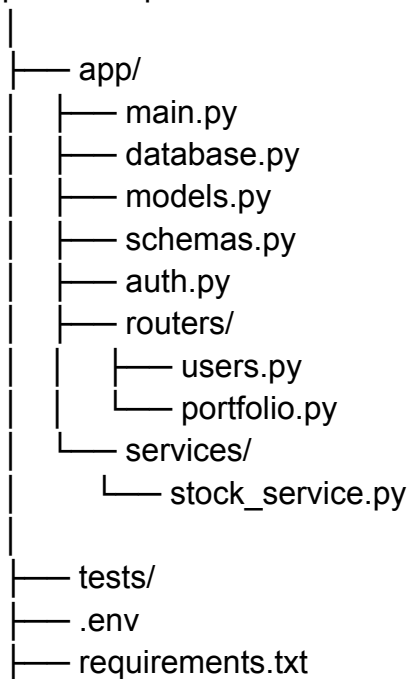 app/
main.py
database.py
models.py
schemas.py
auth.py
routers/
users.py
portfolio.py
services/
stock_service.py
tests/
.env
requirements.txt